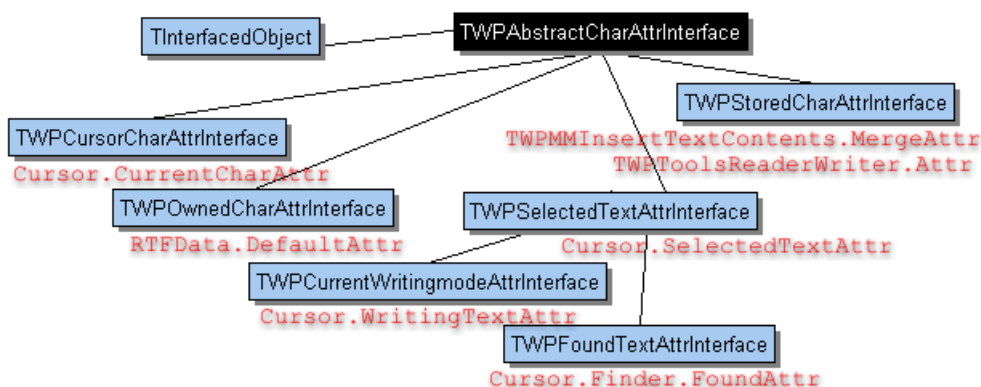 TInterfacedObject
TWPAbstractCharAttrInterface
TWPStoredCharAttrInterface
TWPMMInsertTextContents.MergeAttr
TWPToolsReaderWriter.Attr
TWPCursorCharAttrInterface
Cursor.CurrentCharAttr
TWPOwnedCharAttrInterface
RTFData.DefaultAttr
TWPSelectedTextAttrInterface
Cursor.SelectedTextAttr
TWPCurrentWritingmodeAttrInterface
Cursor.WritingTextAttr
TWPFoundTextAttrInterface
Cursor.Finder.FoundAttr